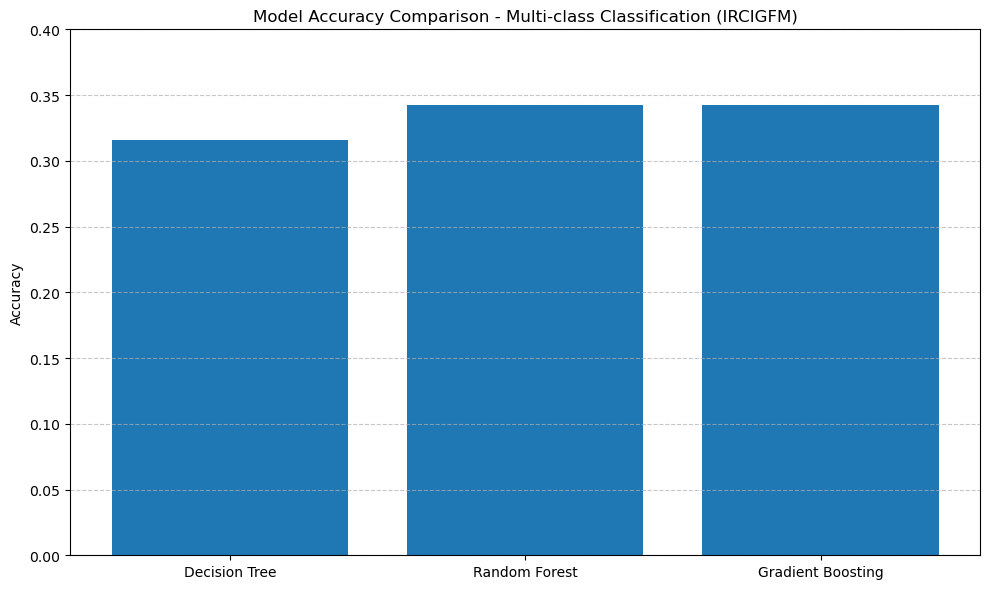 Model Accuracy Comparison - Multi-class Classification (IRCIGFM)
0.40
0.35
0.30
0.25
0.20
0.15
0.10
0.05
0.00
Accuracy
Decision Tree
Random Forest
Gradient Boosting